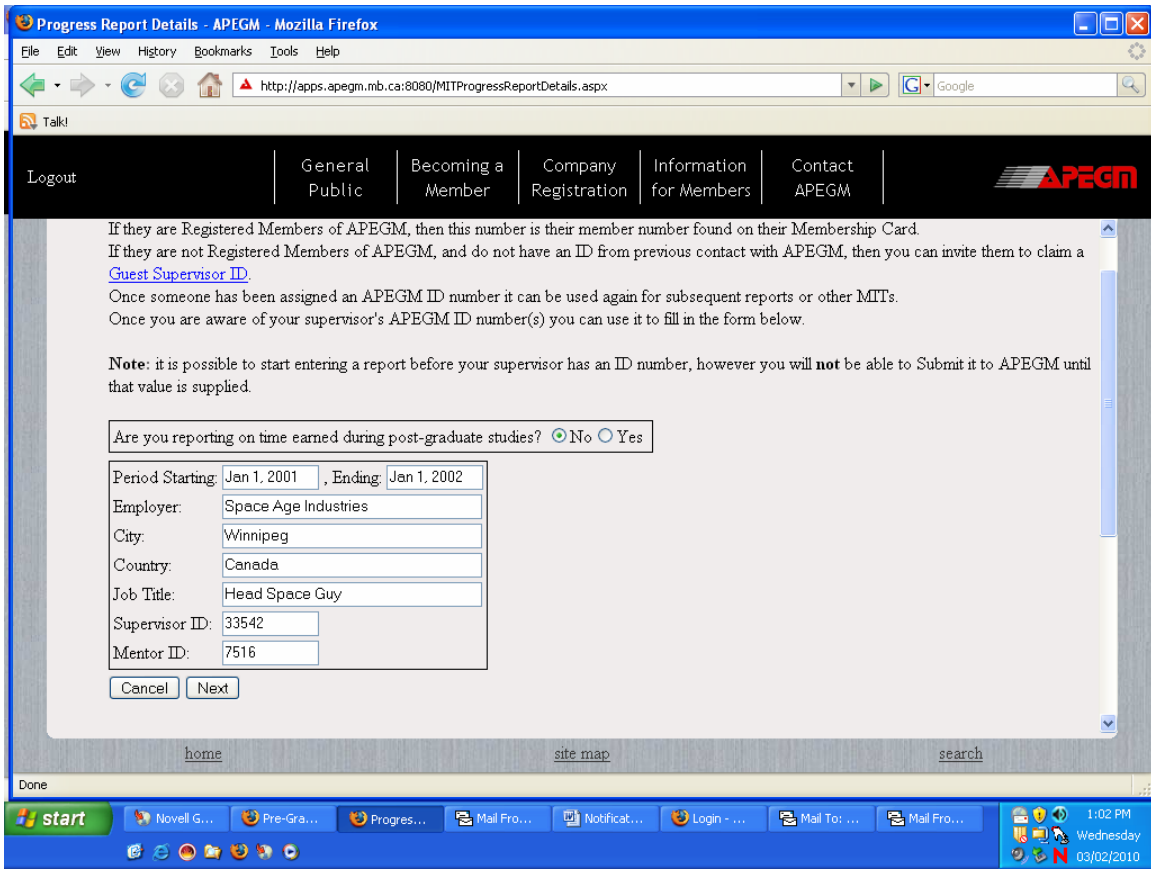 Progress Report Details - APEGM - Mozilla Firefox
File Edit View History Bookmarks Tools Help
http://apps.apegm.mb.ca:8080/MITProgressReportDetails.aspx
G Google
Talk!
Logout
General Public
Becoming a Member
Company Registration
Information for Members
Contact APEGM
APEGM
If they are Registered Members of APEGM, then this number is their member number found on their Membership Card.
If they are not Registered Members of APEGM, and do not have an ID from previous contact with APEGM, then you can invite them to claim a
Guest Supervisor ID.
Once someone has been assigned an APEGM ID number it can be used again for subsequent reports or other MITs.
Once you are aware of your supervisor's APEGM ID number(s) you can use it to fill in the form below.
Note: it is possible to start entering a report before your supervisor has an ID number, however you will not be able to Submit it to APEGM until
that value is supplied.
Are you reporting on time earned during post-graduate studies? No Yes
Period Starting: Jan 1, 2001 , Ending: Jan 1, 2002
Employer: Space Age Industries
City: Winnipeg
Country: Canada
Job Title: Head Space Guy
Supervisor ID: 33542
Mentor ID: 7516
Cancel Next
home site map search
Done
start Novell G... Pre-Gra... Progres... Mail Fro... Notificat... Login - ... Mail To: ... Mail Fro... 1:02 PM
Wednesday
N 03/02/2010